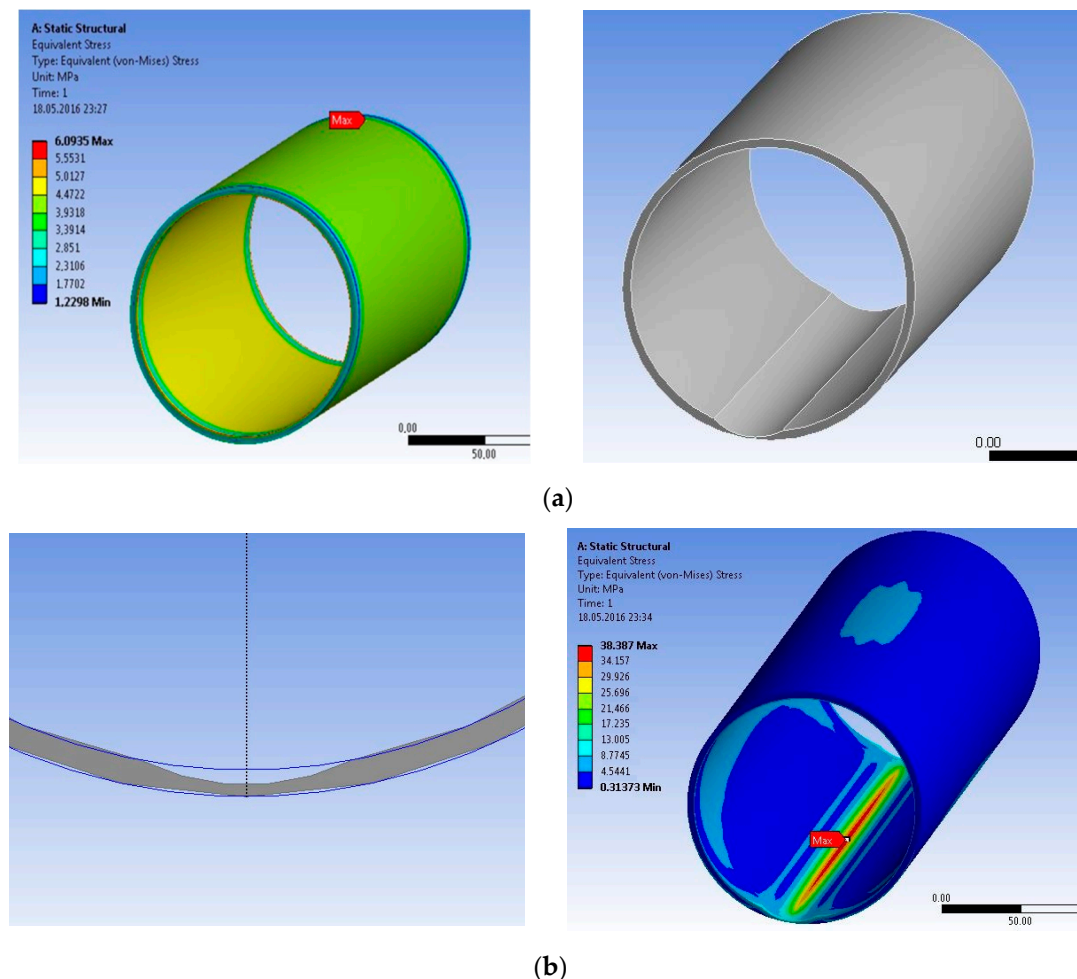 A: Static Structural
Equivalent Stress
Type: Equivalent (von-Mises) Stress
Unit: MPa
Time: 1
18.05.2016 23:27
6.0935 Max
5.5531
5.0127
4.4722
3.9318
3.3914
2.851
2.3106
1.7702
1.2298 Min
Max
0.00
50.00
0.00
(a)
A: Static Structural
Equivalent Stress
Type: Equivalent (von-Mises) Stress
Unit: MPa
Time: 1
18.05.2016 23:34
38.387 Max
34.157
29.926
25.696
21.466
17.235
13.005
8.7745
4.5441
0.31373 Min
Max
0.00
50.00
(b)